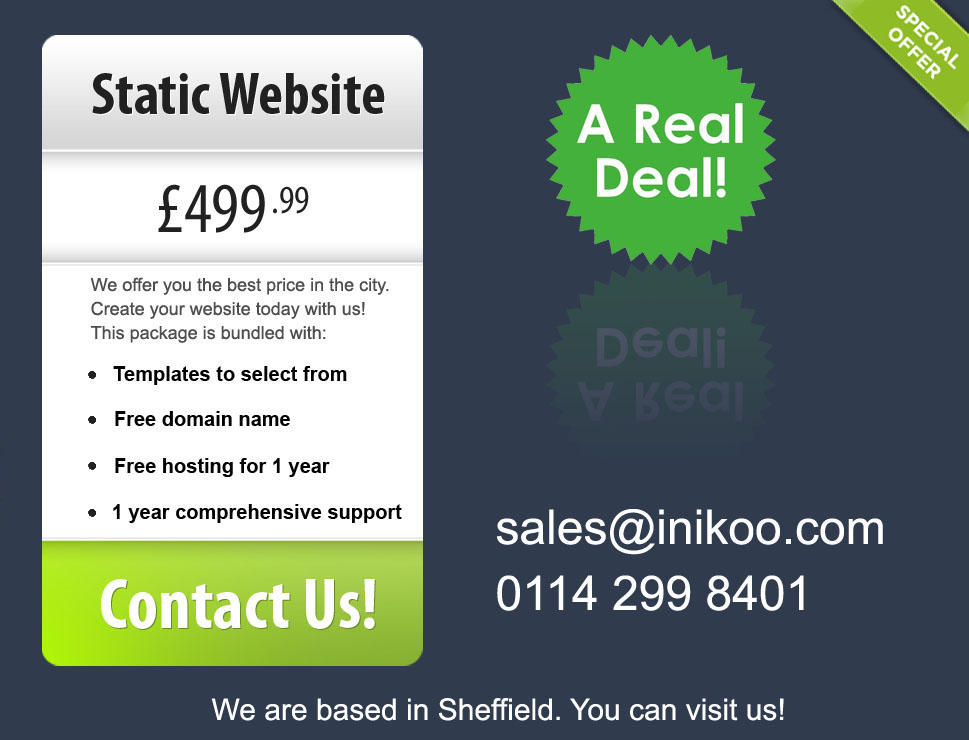 SPECIAL
OFFER
Static Website
£499.99
We offer you the best price in the city.
Create your website today with us!
This package is bundled with:
• Templates to select from
• Free domain name
• Free hosting for 1 year
• 1 year comprehensive support
Contact Us!
A Real
Deal!
Deal!
A Real
sales@inikoo.com
0114 299 8401
We are based in Sheffield. You can visit us!